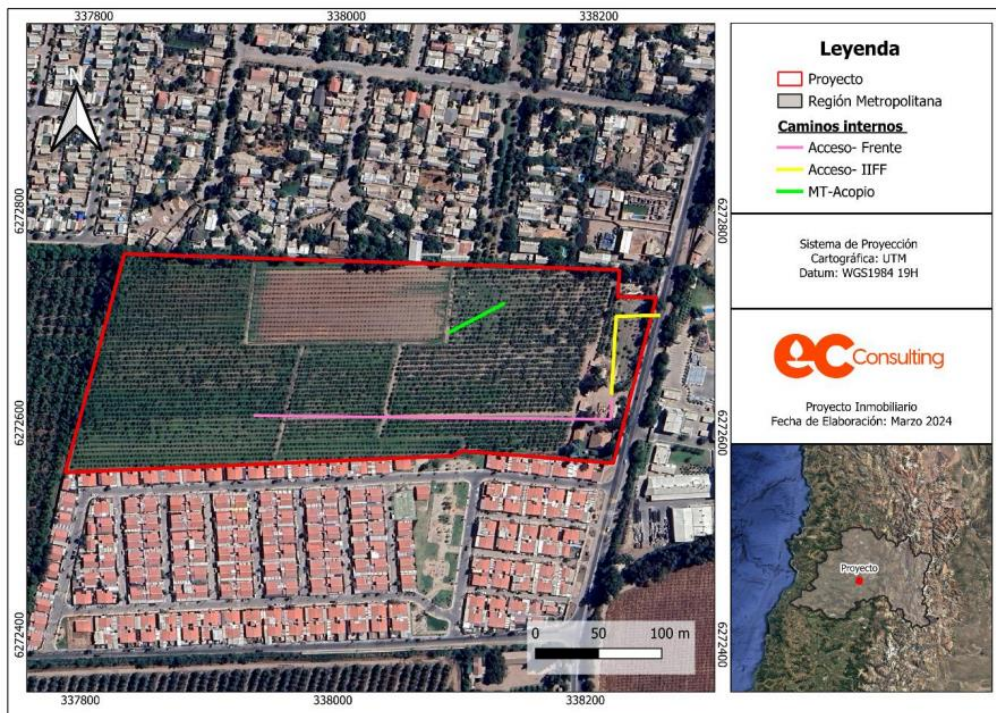 337800
338000
338200
N
6272800
6272800
6272600
6272600
6272400
6272400
0 50 100 m
337800
338000
338200
Leyenda
Proyecto
Región Metropolitana
Caminos internos
Acceso- Frente
Acceso- IIFF
MT-Acopio
Sistema de Proyección
Cartográfica: UTM
Datum: WGS1984 19H
ec Consulting
Proyecto Inmobiliario
Fecha de Elaboración: Marzo 2024
Proyecto